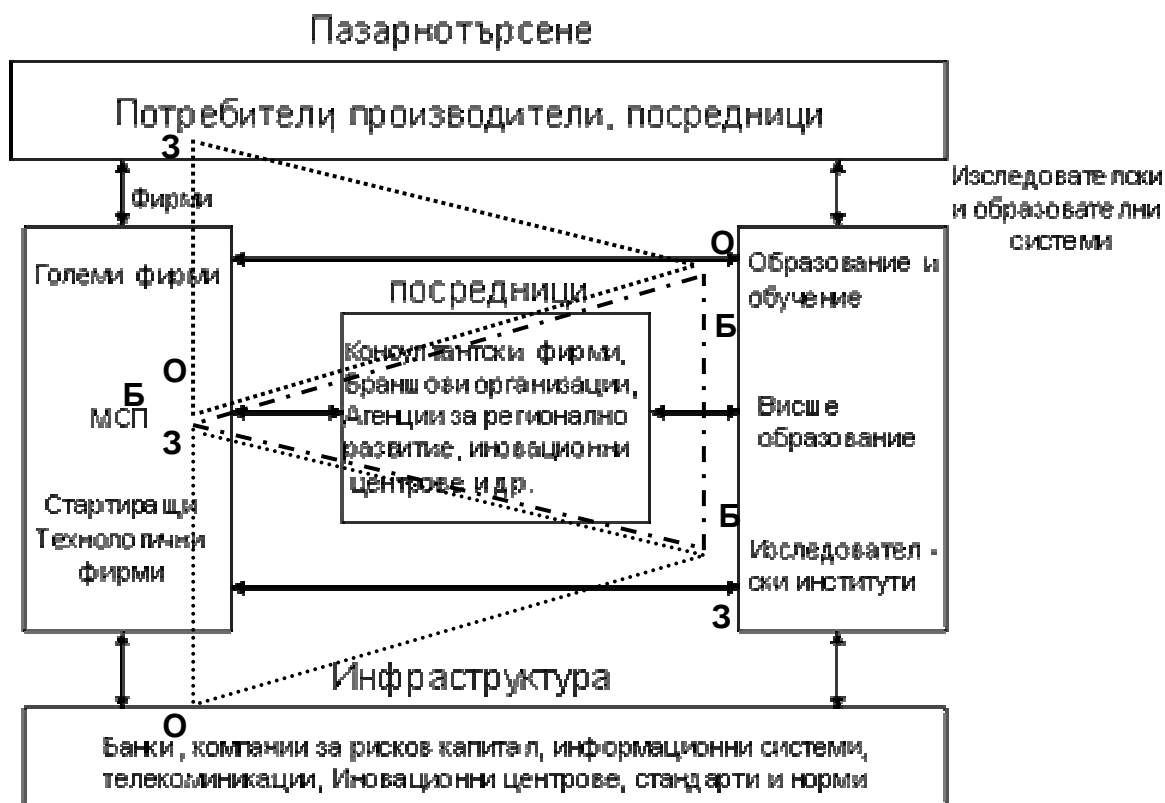 Пазарнотърсене
Потребители, производители, посредници
З
Фирми
Изследователски
и образователни
системи
Големи фирми
О
Образование и
обучение
посредници
Б
Консултантски фирми,
Браншови организации,
Агенции за регионално
развитие, иновационни
центрове и др.
О
Б
МСП
З
Висше
образование
Стартиращи
Технологични
фирми
Б
Изследовател -
ски институти
З
Инфраструктура
О
Банки, компании за рисков капитал, информационни системи,
телекомуникации, Иновационни центрове, стандарти и норми